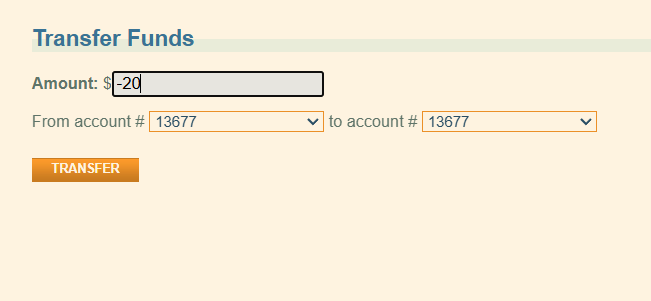 Transfer Funds
Amount: $ -20
From account # 13677 to account # 13677
TRANSFER